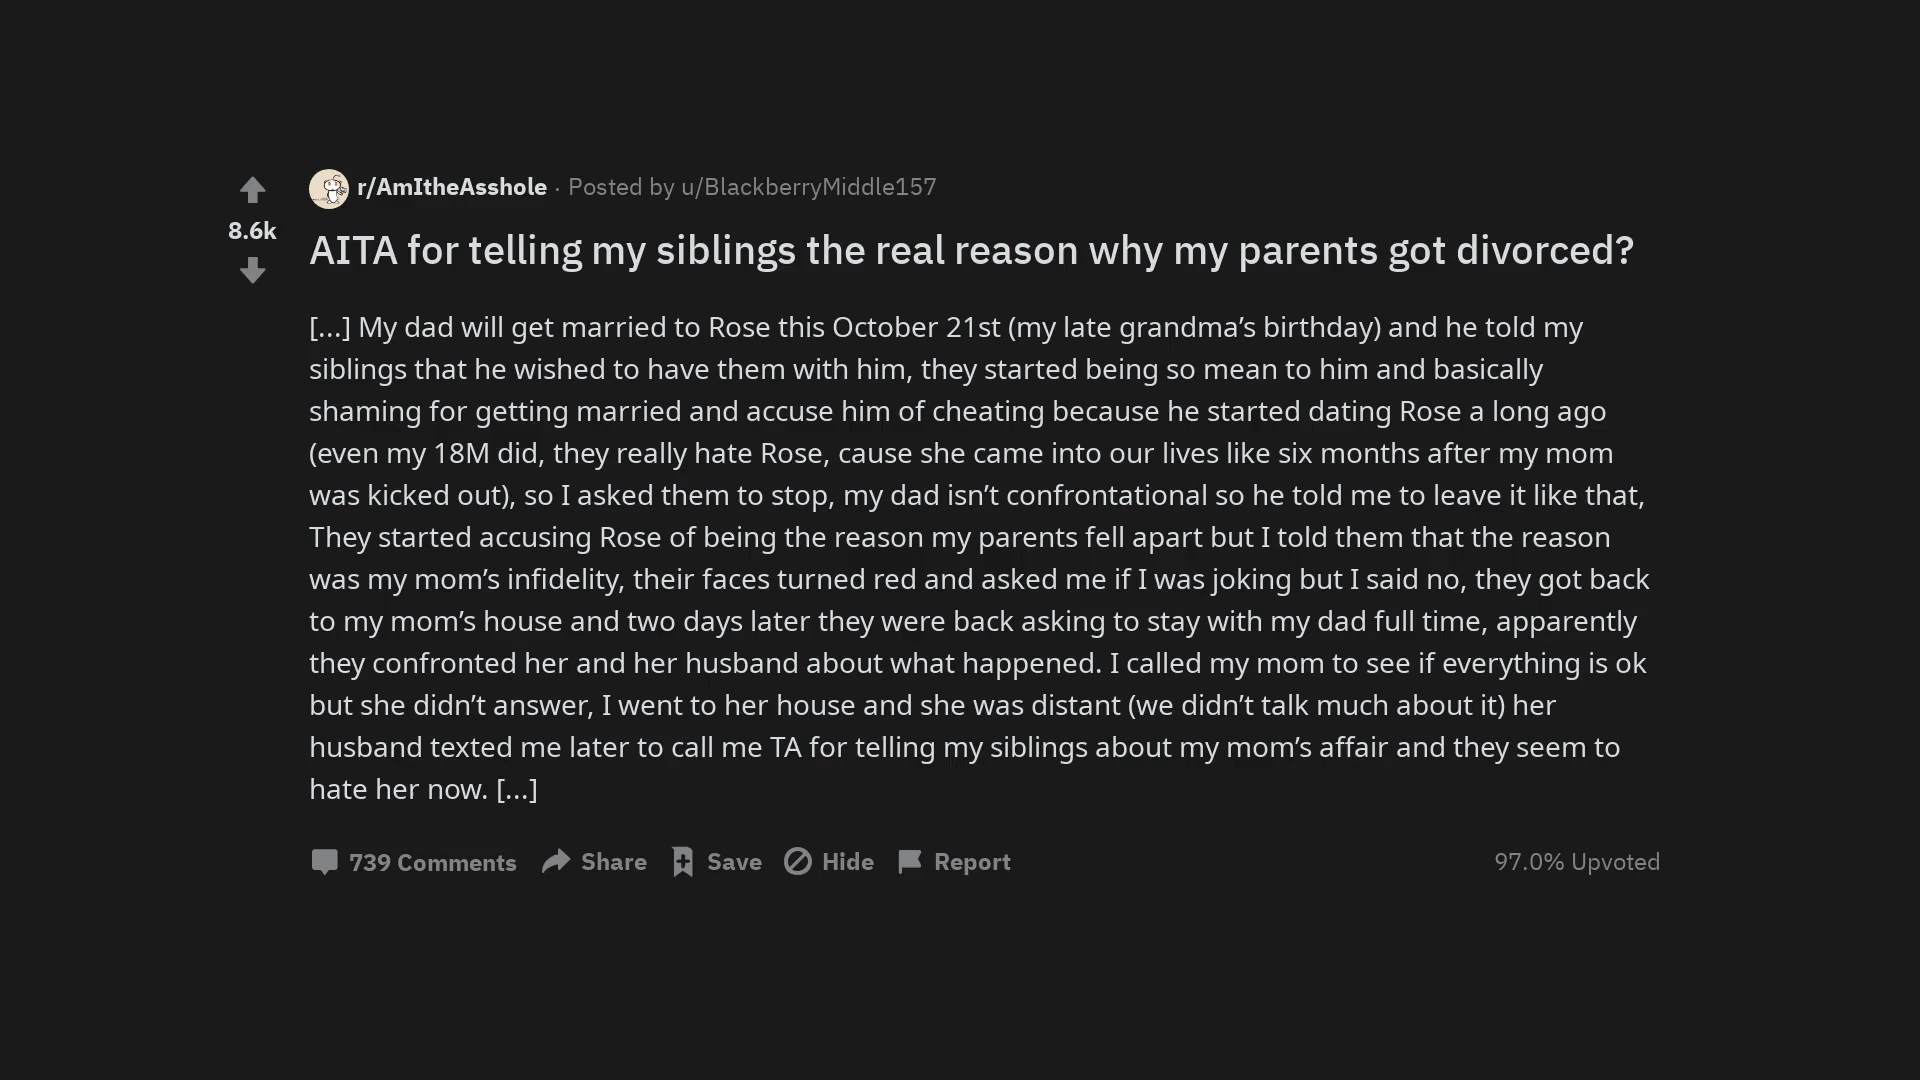 r/AmItheAsshole · Posted by u/BlackberryMiddle157
8.6k
AITA for telling my siblings the real reason why my parents got divorced?
[...] My dad will get married to Rose this October 21st (my late grandma’s birthday) and he told my
siblings that he wished to have them with him, they started being so mean to him and basically
shaming for getting married and accuse him of cheating because he started dating Rose a long ago
(even my 18M did, they really hate Rose, cause she came into our lives like six months after my mom
was kicked out), so I asked them to stop, my dad isn’t confrontational so he told me to leave it like that,
They started accusing Rose of being the reason my parents fell apart but I told them that the reason
was my mom’s infidelity, their faces turned red and asked me if I was joking but I said no, they got back
to my mom’s house and two days later they were back asking to stay with my dad full time, apparently
they confronted her and her husband about what happened. I called my mom to see if everything is ok
but she didn’t answer, I went to her house and she was distant (we didn’t talk much about it) her
husband texted me later to call me TA for telling my siblings about my mom’s affair and they seem to
hate her now. [...]
739 Comments Share Save Hide Report 97.0% Upvoted